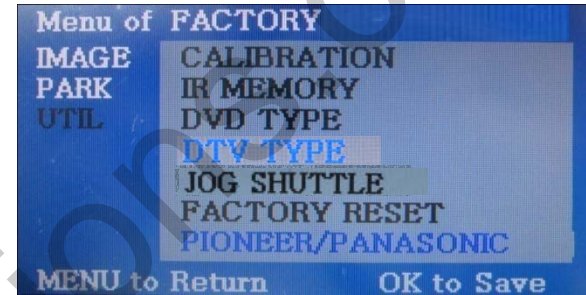 Menu of FACTORY
IMAGE
PARK
UTIL
CALIBRATION
IR MEMORY
DVD TYPE
DTV TYPE
JOG SHUTTLE
FACTORY RESET
PIONEER/PANASONIC
MENU to Return
OK to Save